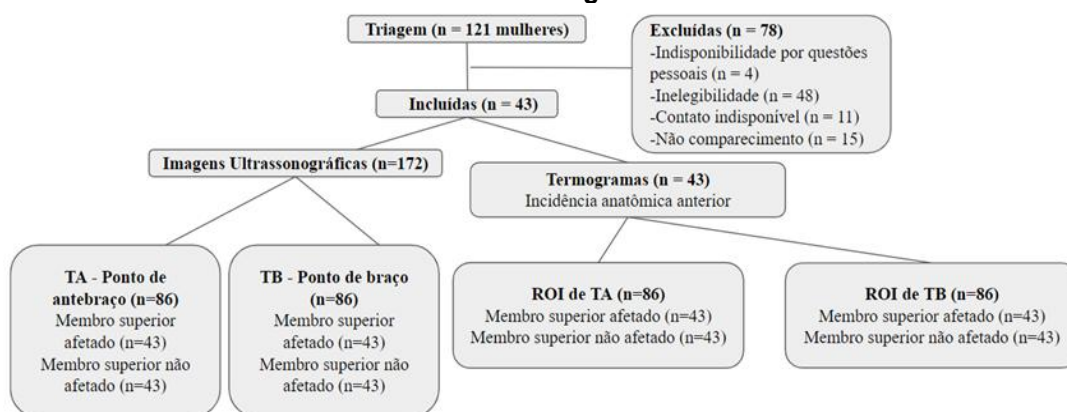 Triagem (n = 121 mulheres)
Excluídas (n = 78)
-Indisponibilidade por questões
pessoais (n = 4)
-Inelegibilidade (n = 48)
-Contato indisponível (n = 11)
-Não comparecimento (n = 15)
Incluídas (n = 43)
Imagens Ultrassonográficas (n=172)
Termogramas (n = 43)
Incidência anatômica anterior
TA - Ponto de
antebraço (n=86)
Membro superior
afetado (n=43)
Membro superior não
afetado (n=43)
TB - Ponto de braço
(n=86)
Membro superior
afetado (n=43)
Membro superior não
afetado (n=43)
ROI de TA (n=86)
Membro superior afetado (n=43)
Membro superior não afetado (n=43)
ROI de TB (n=86)
Membro superior afetado (n=43)
Membro superior não afetado (n=43)